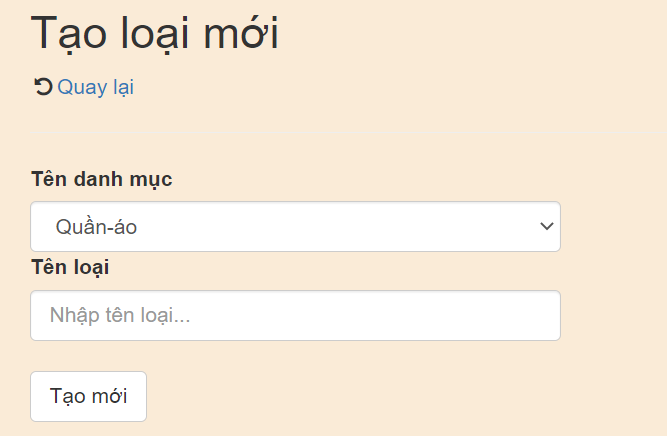 Tạo loại mới
Quay lại
Tên danh mục
Quần-áo
Tên loại
Nhập tên loại...
Tạo mới